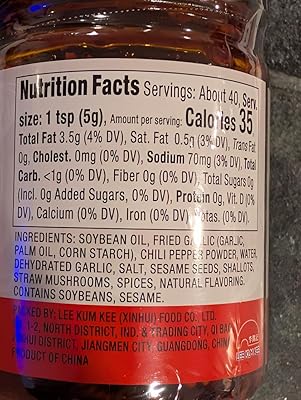 Nutrition Facts Servings: About 40, Serv.
size: 1 tsp (5g), Amount per serving: Calories 35
Total Fat 3.5g (4% DV), Sat. Fat 0.5g (3% DV), Trans Fat
0g, Cholest. 0mg (0% DV), Sodium 70mg (3% DV), Total
Carb. <1g (0% DV), Fiber 0g (0% DV), Total Sugars 0g
(Incl. 0g Added Sugars, 0% DV), Protein 0g, Vit. D (0%
DV), Calcium (0% DV), Iron (0% DV), Potas. (0% DV).
INGREDIENTS: SOYBEAN OIL, FRIED GARLIC (GARLIC,
PALM OIL, CORN STARCH), CHILI PEPPER POWDER, WATER,
DEHYDRATED GARLIC, SALT, SESAME SEEDS, SHALLOTS,
STRAW MUSHROOMS, SPICES, NATURAL FLAVORING.
CONTAINS SOYBEANS, SESAME.
PACKED BY: LEE KUM KEE (XINHUI) FOOD CO. LTD.
1-2, NORTH DISTRICT, IND. & TRADING CITY, QI BAO
XINHUI DISTRICT, JIANGMEN CITY, GUANGDONG, CHINA
PRODUCT OF CHINA